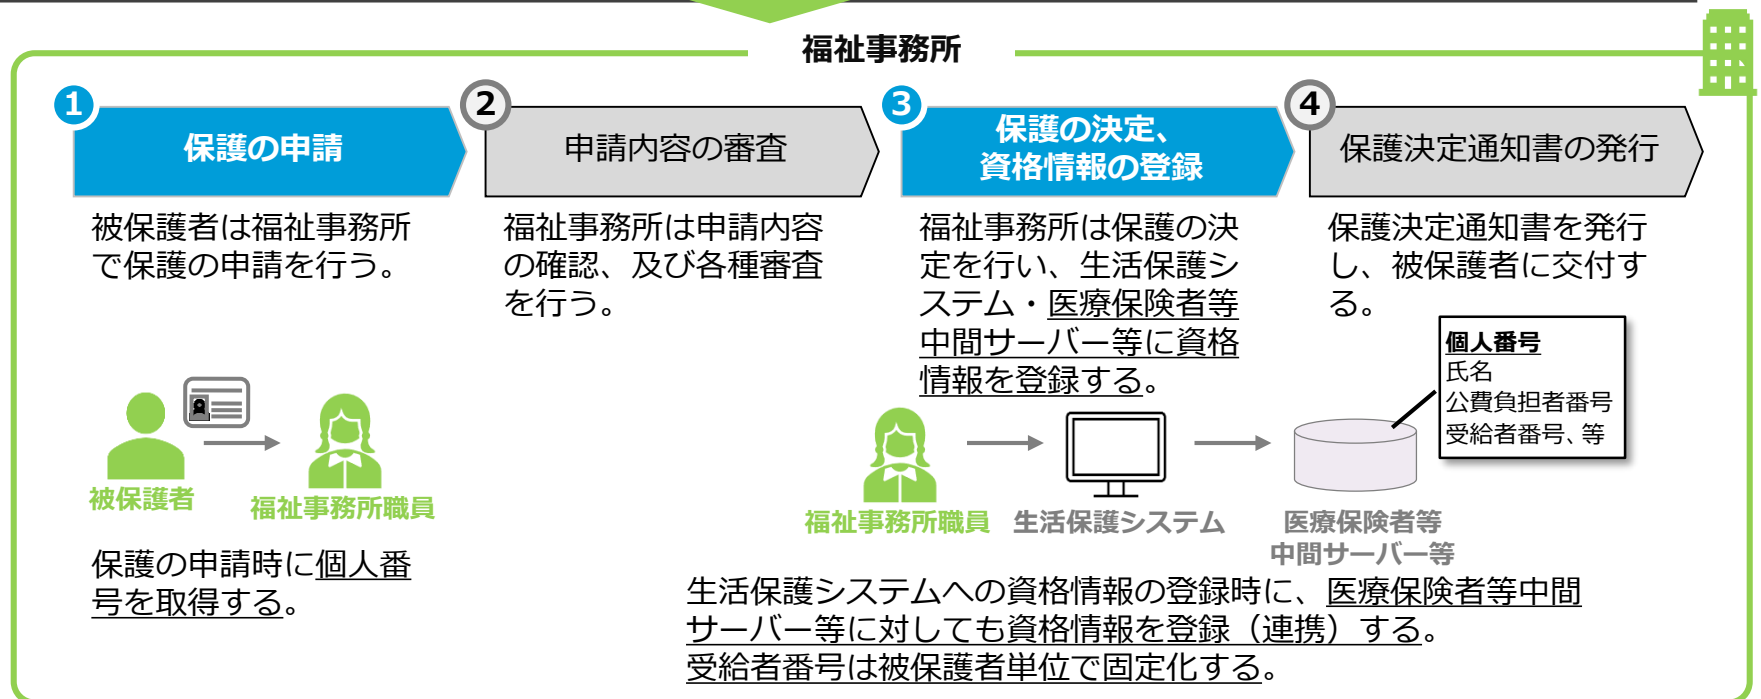 福祉事務所
1
保護の申請
被保護者は福祉事務所
で保護の申請を行う。
被保護者
福祉事務所職員
保護の申請時に個人番
号を取得する。
2
申請内容の審査
福祉事務所は申請内容
の確認、及び各種審査
を行う。
3
保護の決定、
資格情報の登録
福祉事務所は保護の決
定を行い、生活保護シ
ステム・医療保険者等
中間サーバー等に資格
情報を登録する。
4
保護決定通知書の発行
保護決定通知書を発行
し、被保護者に交付す
る。
個人番号
氏名
公費負担者番号
受給者番号、等
福祉事務所職員
生活保護システム
医療保険者等
中間サーバー等
生活保護システムへの資格情報の登録時に、医療保険者等中間
サーバー等に対しても資格情報を登録（連携）する。
受給者番号は被保護者単位で固定化する。